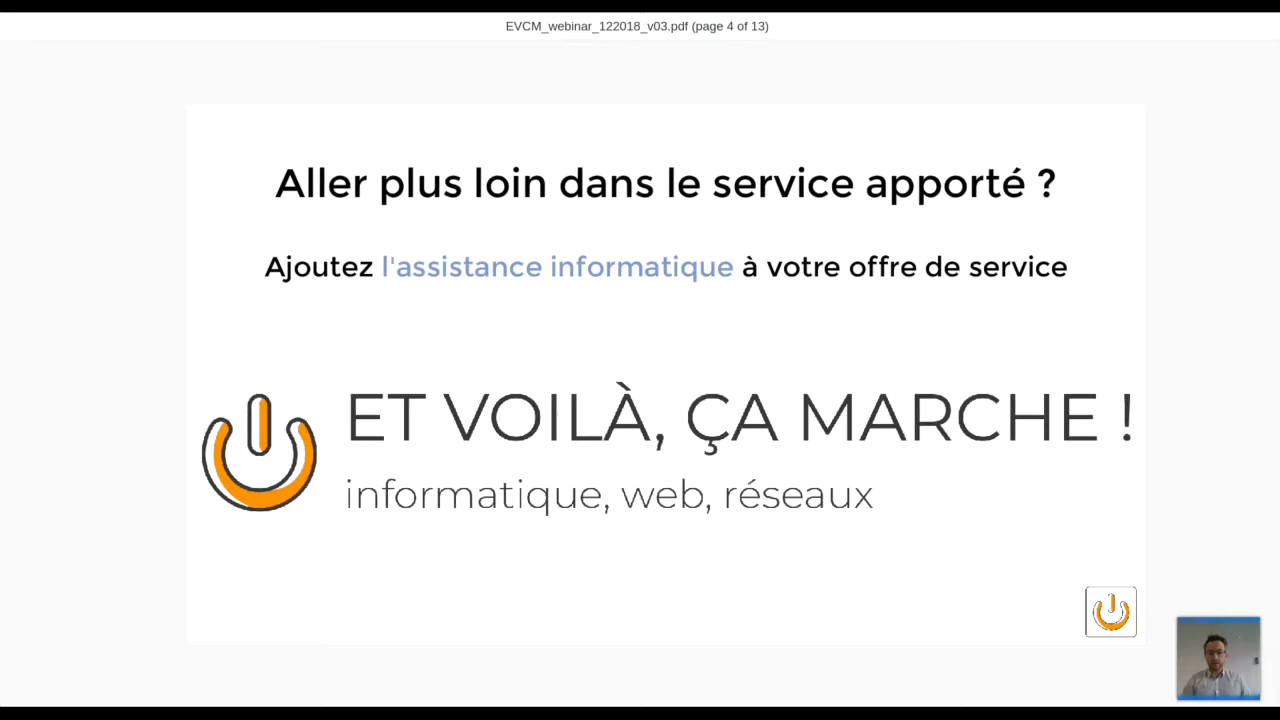 EVCM_webinar_122018_v03.pdf (page 4 of 13)
Aller plus loin dans le service apporté ?
Ajoutez l'assistance informatique à votre offre de service
ET VOILÀ, ÇA MARCHE !
informatique, web, réseaux